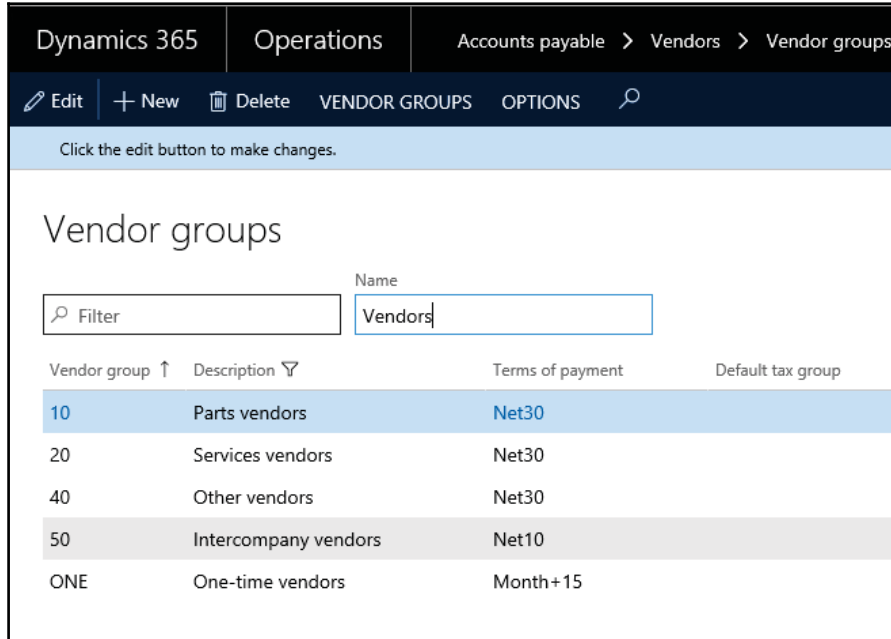 Dynamics 365 Operations Accounts payable > Vendors > Vendor groups
Edit + New Delete VENDOR GROUPS OPTIONS
Click the edit button to make changes.
Vendor groups
Name
Filter Vendors
Vendor group ↑ Description Terms of payment Default tax group
10 Parts vendors Net30
20 Services vendors Net30
40 Other vendors Net30
50 Intercompany vendors Net10
ONE One-time vendors Month+15